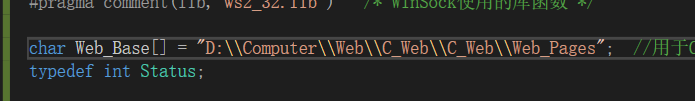 #pragma comment(lib, "ws2_32.lib") /* WinSock使用的库函数 */
char Web_Base[] = "D:\\Computer\\Web\\C_Web\\C_Web\\Web_Pages"; //用于
typedef int Status;